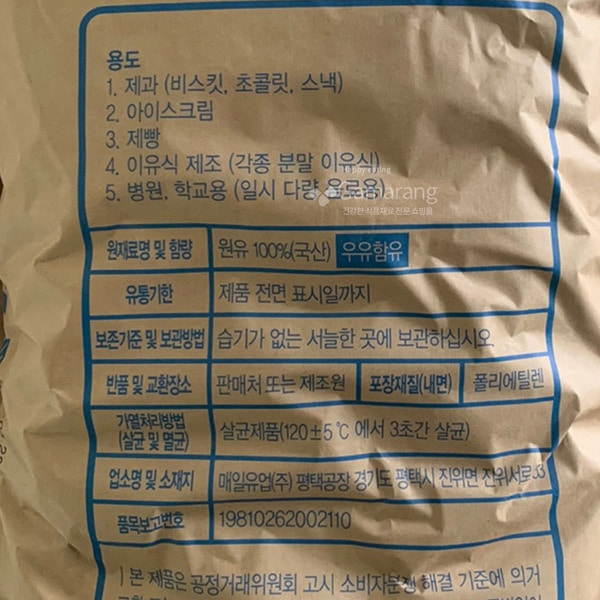 용도
1. 제과 (비스킷, 초콜릿, 스낵)
2. 아이스크림
3. 제빵
4. 이유식 제조 (각종 분말 이유식)
5. 병원, 학교용 (일시 다량 음료용)
건강한 식품재료 전문 쇼핑몰
원재료명 및 함량 원유 100%(국산) 우유함유
유통기한 제품 전면 표시일까지
보존기준 및 보관방법 습기가 없는 서늘한 곳에 보관하십시오.
반품 및 교환장소 판매처 또는 제조원 포장재질(내면) 폴리에틸렌
가열처리방법
(살균 및 멸균) 살균제품(120±5℃에서 3초간 살균)
업소명 및 소재지 매일유업(주) 평택공장 경기도 평택시 진위면 진위서로 63
품목보고번호 19810262002110
본 제품은 공정거래위원회 고시 소비자분쟁 해결 기준에 의거